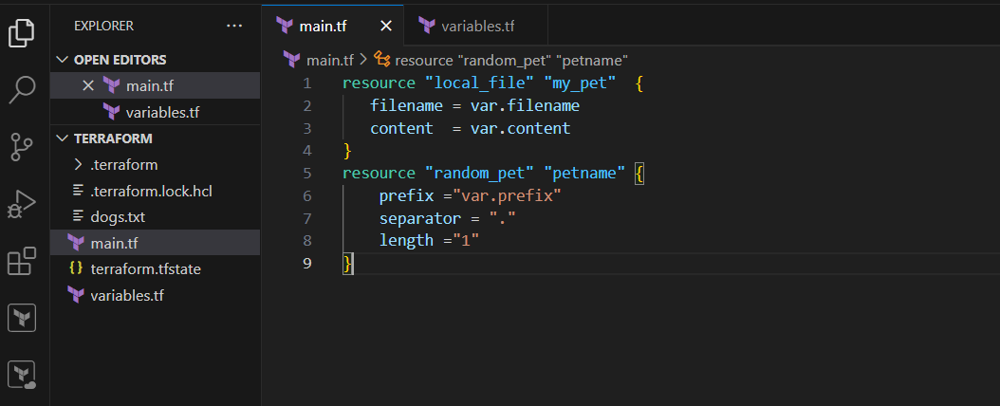 EXPLORER ···
OPEN EDITORS
main.tf
variables.tf
TERRAFORM
.terraform
.terraform.lock.hcl
dogs.txt
main.tf
{} terraform.tfstate
variables.tf
main.tf variables.tf
main.tf > resource "random_pet" "petname"
1 resource "local_file" "my_pet"  {
2    filename = var.filename
3    content  = var.content
4 }
5 resource "random_pet" "petname" {
6     prefix ="var.prefix"
7     separator = "."
8     length ="1"
9 }